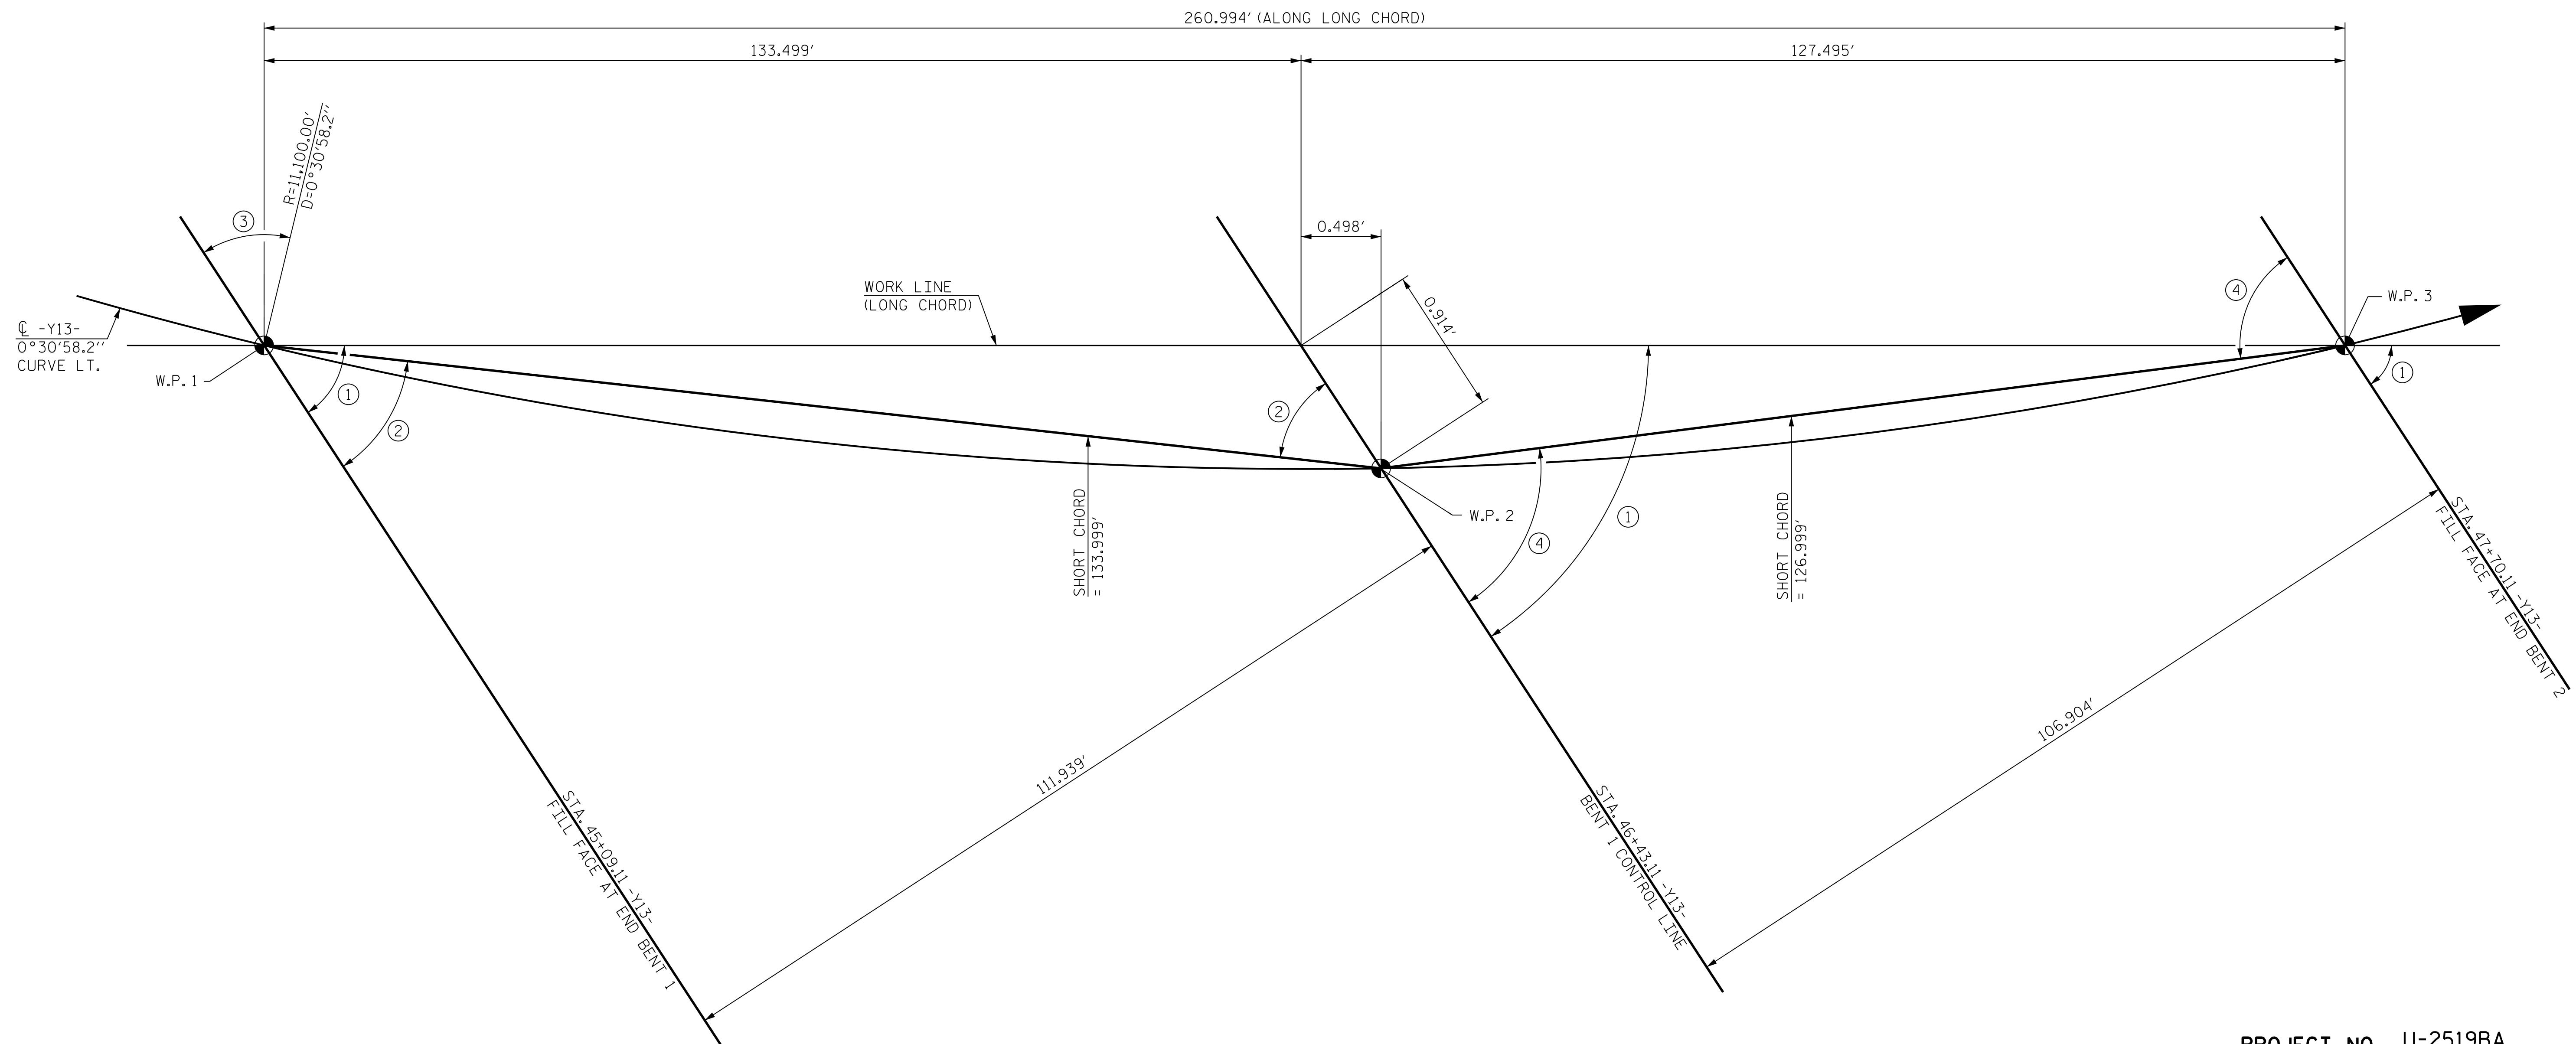 260.994' (ALONG LONG CHORD)
133.499'
127.495'
R=11,100.00'
D=0°30'58.2"
3
0.498'
WORK LINE
(LONG CHORD)
0.914'
4
W.P. 3
℄ -Y13-
0°30'58.2"
CURVE LT.
W.P. 1
1
2
2
1
SHORT CHORD
= 133.999'
W.P. 2
4
1
SHORT CHORD
= 126.999'
STA. 47+70.11 -Y13-
FILL FACE AT END BENT 2
111.939'
106.904'
STA. 45+09.11 -Y13-
FILL FACE AT END BENT 1
STA. 46+43.11 -Y13-
BENT 1 CONTROL LINE
PROJECT NO. U-2519BA